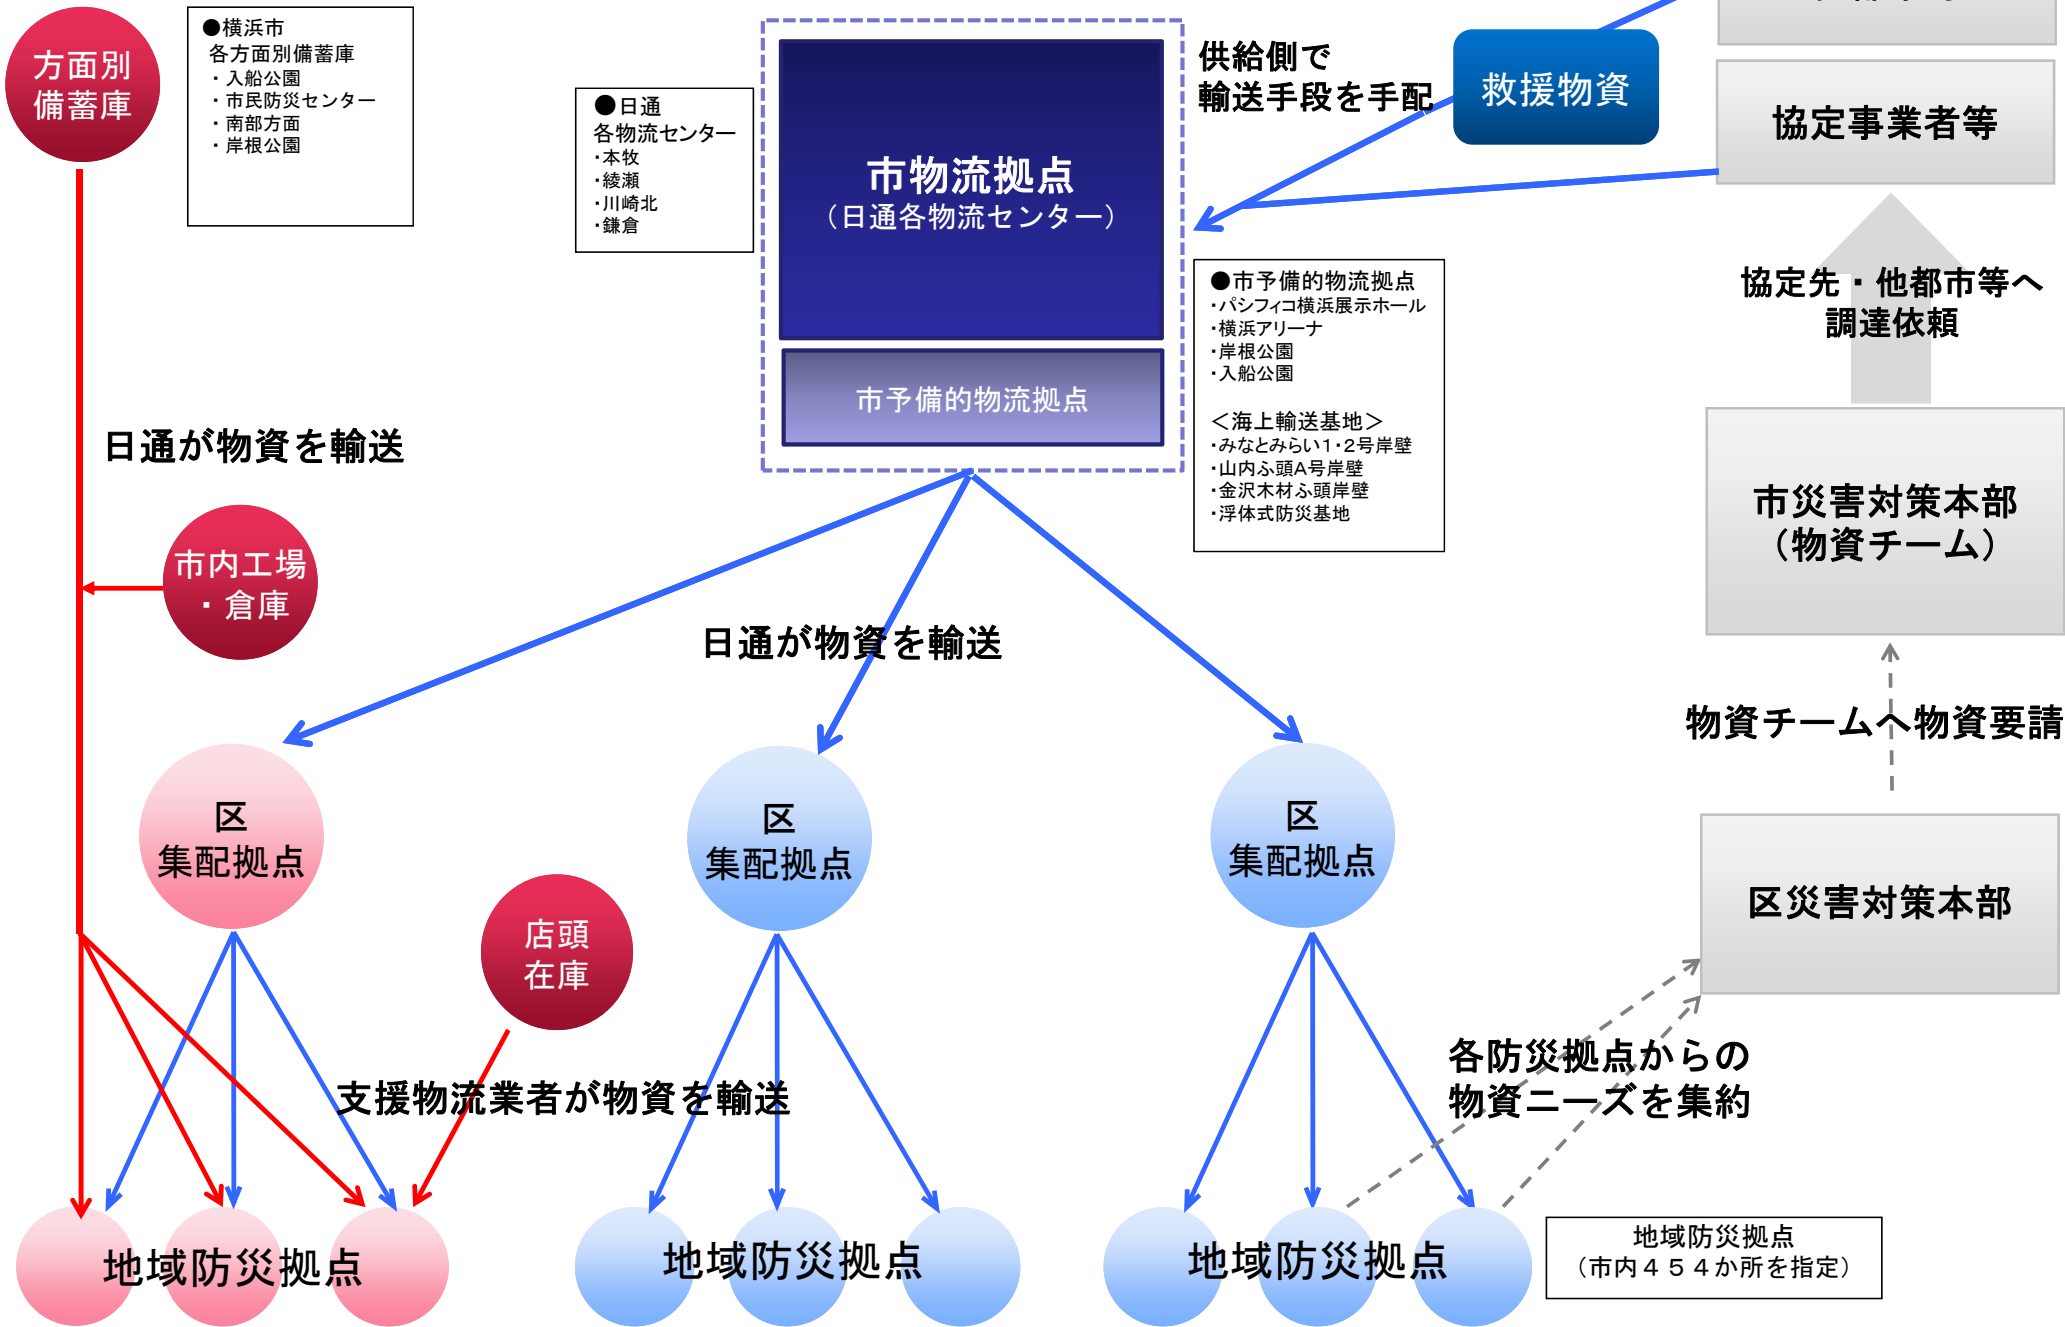 方面別
備蓄庫
●横浜市
各方面別備蓄庫
・入船公園
・市民防災センター
・南部方面
・岸根公園
●日通
各物流センター
・本牧
・綾瀬
・川崎北
・鎌倉
市物流拠点
（日通各物流センター）
市予備的物流拠点
供給側で
輸送手段を手配
救援物資
協定事業者等
●市予備的物流拠点
・パシフィコ横浜展示ホール
・横浜アリーナ
・岸根公園
・入船公園
＜海上輸送基地＞
・みなとみらい１・２号岸壁
・山内ふ頭Ａ号岸壁
・金沢木材ふ頭岸壁
・浮体式防災基地
協定先・他都市等へ
調達依頼
日通が物資を輸送
市内工場
・倉庫
市災害対策本部
（物資チーム）
日通が物資を輸送
物資チームへ物資要請
区
集配拠点
区
集配拠点
区
集配拠点
店頭
在庫
区災害対策本部
支援物流業者が物資を輸送
各防災拠点からの
物資ニーズを集約
地域防災拠点
地域防災拠点
地域防災拠点
地域防災拠点
（市内４５４か所を指定）